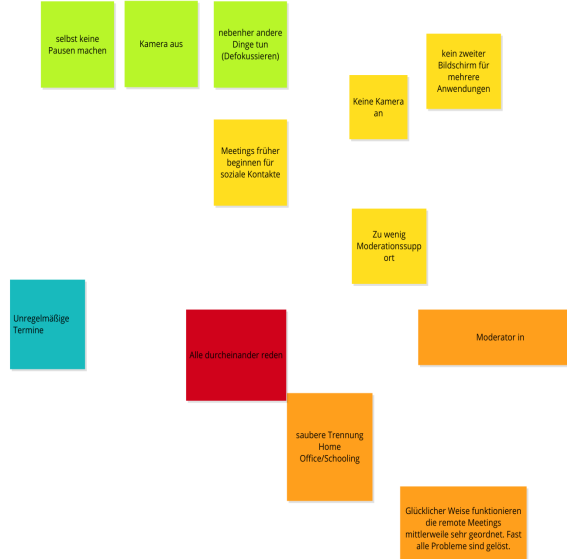 selbst keine
Pausen machen
Kamera aus
nebenher andere
Dinge tun
(Defokussieren)
kein zweiter
Bildschirm für
mehrere
Anwendungen
Keine Kamera
an
Meetings früher
beginnen für
soziale Kontakte
Zu wenig
Moderationssupp
ort
Unregelmäßige
Termine
Alle durcheinander reden
Moderator in
saubere Trennung
Home
Office/Schooling
Glücklicher Weise funktionieren
die remote Meetings
mittlerweile sehr geordnet. Fast
alle Probleme sind gelöst.